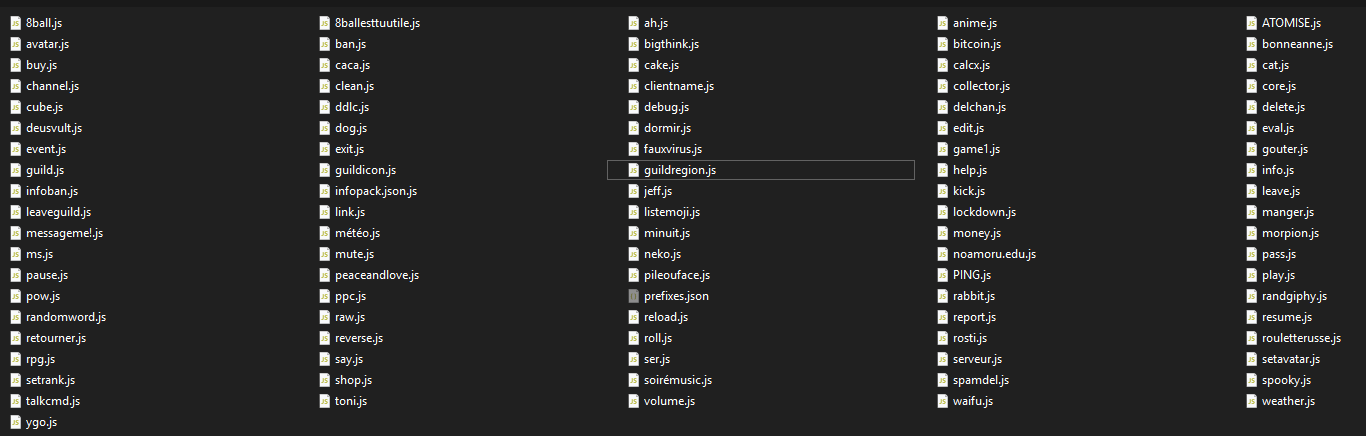 8ball.js 8ballesttuutile.js ah.js anime.js ATOMISE.js
avatar.js ban.js bigthink.js bitcoin.js bonneanne.js
buy.js caca.js cake.js calcx.js cat.js
channel.js clean.js clientname.js collector.js core.js
cube.js ddlc.js debug.js delchan.js delete.js
deusvult.js dog.js dormir.js edit.js eval.js
event.js exit.js fauxvirus.js game1.js gouter.js
guild.js guildicon.js guildregion.js help.js info.js
infoban.js infopack.json.js jeff.js kick.js leave.js
leaveguild.js link.js listemoji.js lockdown.js manger.js
messageme!.js météo.js minuit.js money.js morpion.js
ms.js mute.js neko.js noamoru.edu.js pass.js
pause.js peaceandlove.js pileouface.js PING.js play.js
pow.js ppc.js prefixes.json rabbit.js randgiphy.js
randomword.js raw.js reload.js report.js resume.js
retourner.js reverse.js roll.js rosti.js rouletterusse.js
rpg.js say.js ser.js serveur.js setavatar.js
setrank.js shop.js soirémusic.js spamdel.js spooky.js
talkcmd.js toni.js volume.js waifu.js weather.js
ygo.js